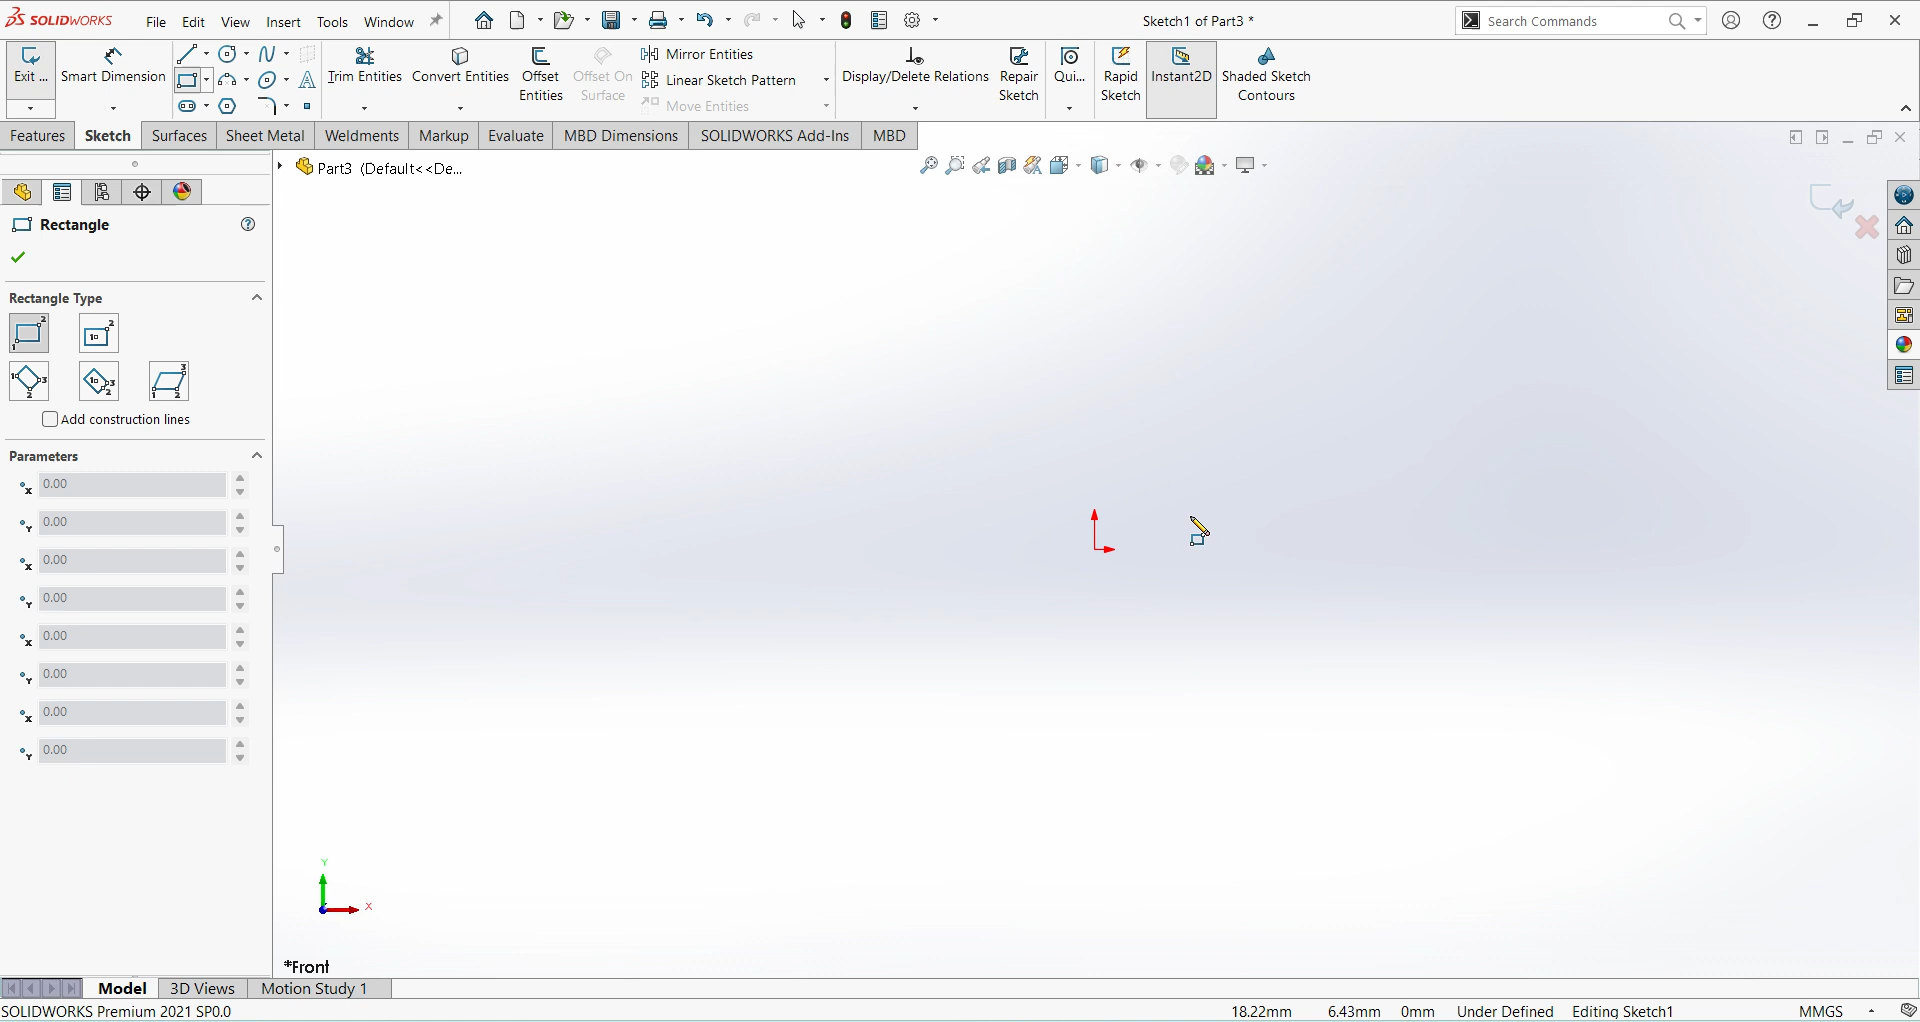 SOLIDWORKS File Edit View Insert Tools Window Sketch1 of Part3 * Search Commands
Exit ... Smart Dimension Trim Entities Convert Entities Offset Entities Offset On Surface Mirror Entities Linear Sketch Pattern Move Entities Display/Delete Relations Repair Sketch Qui... Rapid Sketch Instant2D Shaded Sketch Contours
Features Sketch Surfaces Sheet Metal Weldments Markup Evaluate MBD Dimensions SOLIDWORKS Add-Ins MBD
Part3 (Default<<De...
Rectangle
Rectangle Type
Add construction lines
Parameters
X 0.00
Y 0.00
X 0.00
Y 0.00
X 0.00
Y 0.00
X 0.00
Y 0.00
Y
X
*Front
Model 3D Views Motion Study 1
SOLIDWORKS Premium 2021 SP0.0 18.22mm 6.43mm 0mm Under Defined Editing Sketch1 MMGS